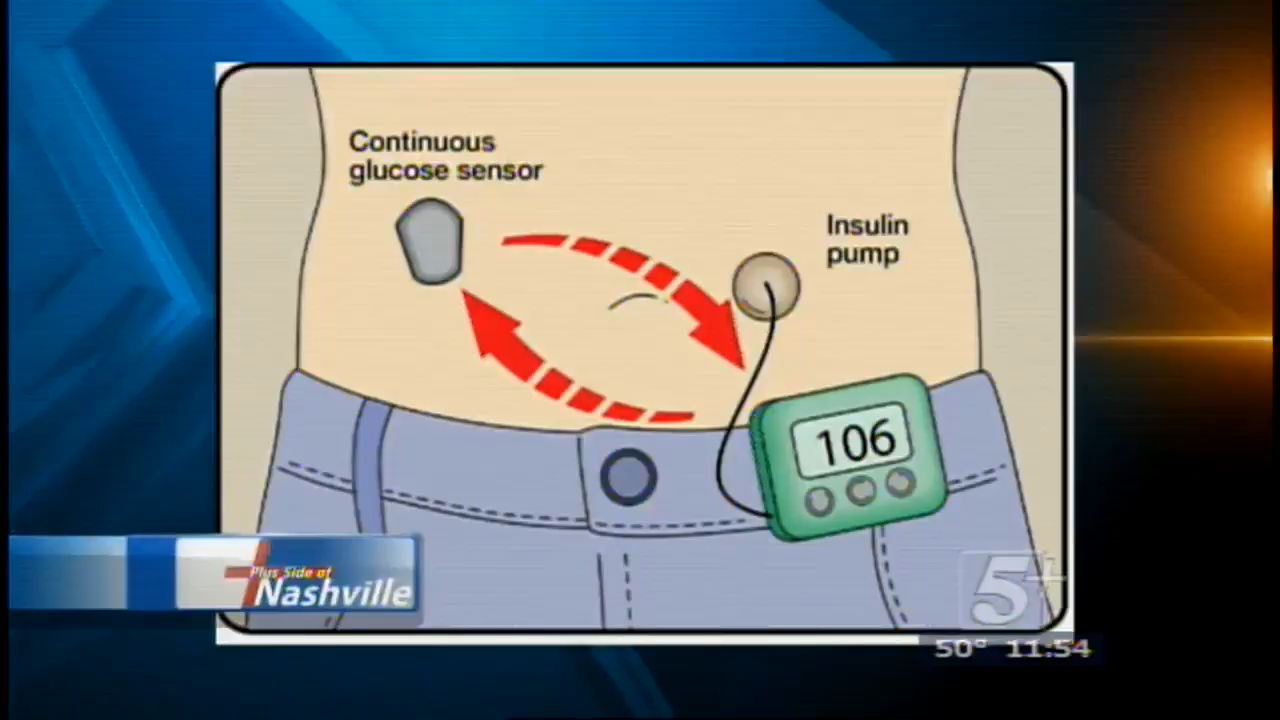 Continuous
glucose sensor
Insulin
pump
106
Plus Side of
Nashville
5+
50° 11:54